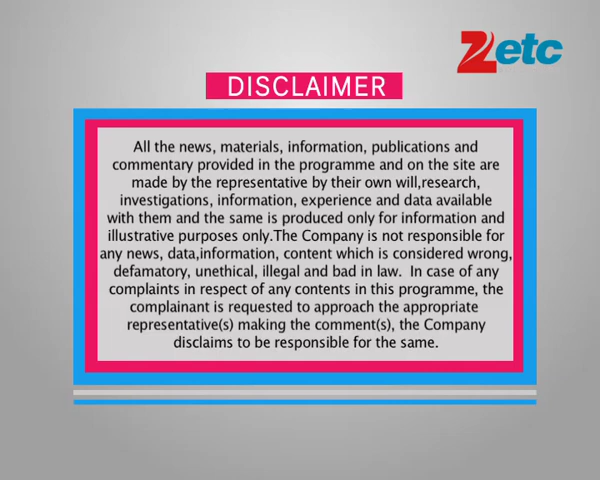 Zetc
DISCLAIMER
All the news, materials, information, publications and
commentary provided in the programme and on the site are
made by the representative by their own will,research,
investigations, information, experience and data available
with them and the same is produced only for information and
illustrative purposes only.The Company is not responsible for
any news, data,information, content which is considered wrong,
defamatory, unethical, illegal and bad in law. In case of any
complaints in respect of any contents in this programme, the
complainant is requested to approach the appropriate
representative(s) making the comment(s), the Company
disclaims to be responsible for the same.